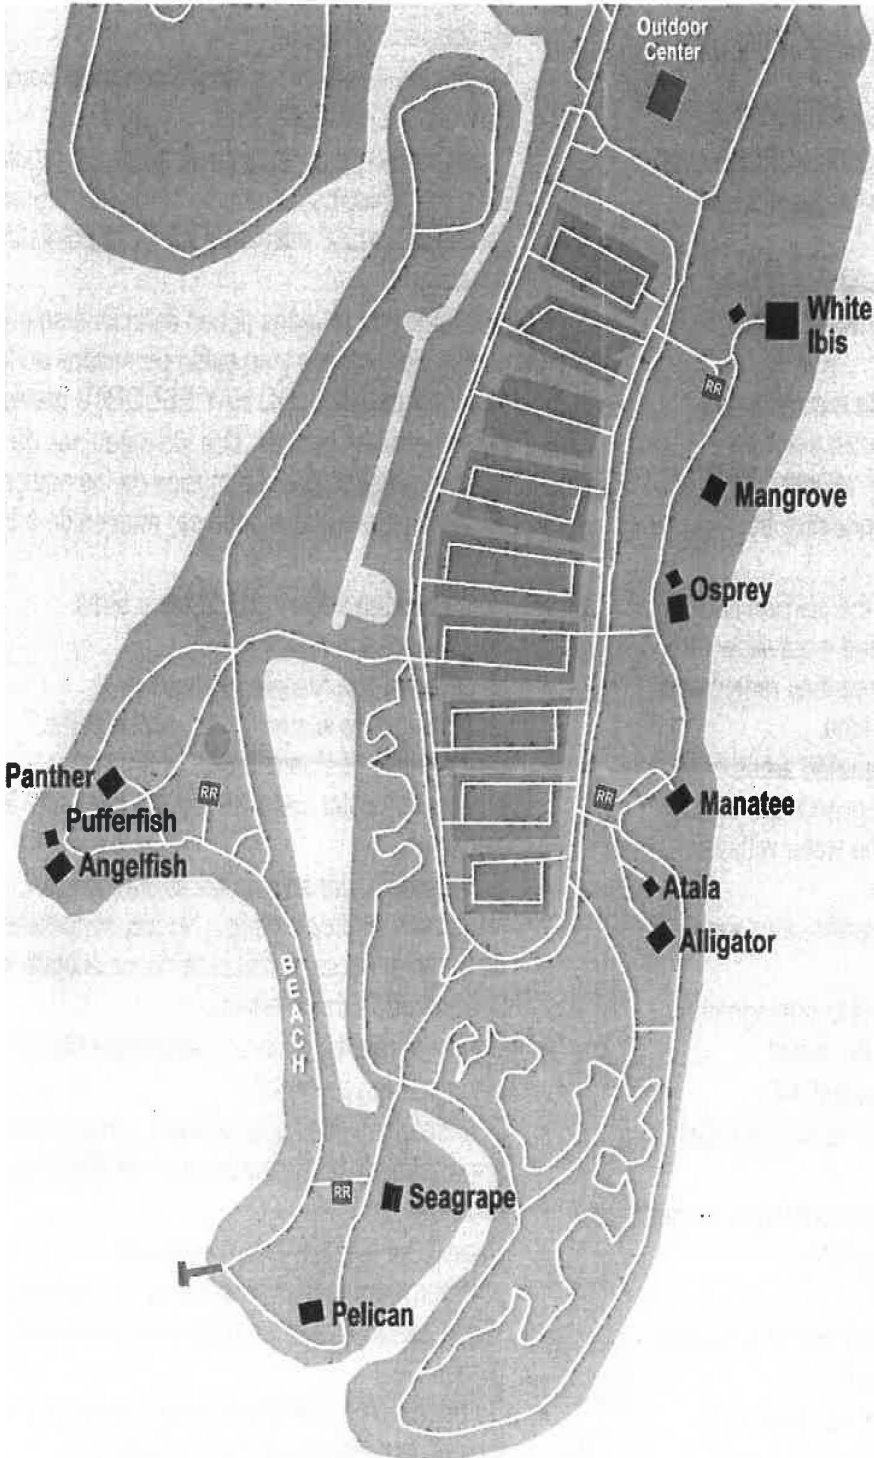 Outdoor
Center
White
Ibis
RR
Mangrove
Osprey
Panther
RR
RR
Manatee
Pufferfish
Angelfish
Atala
Alligator
BEACH
RR
Seagrape
Pelican